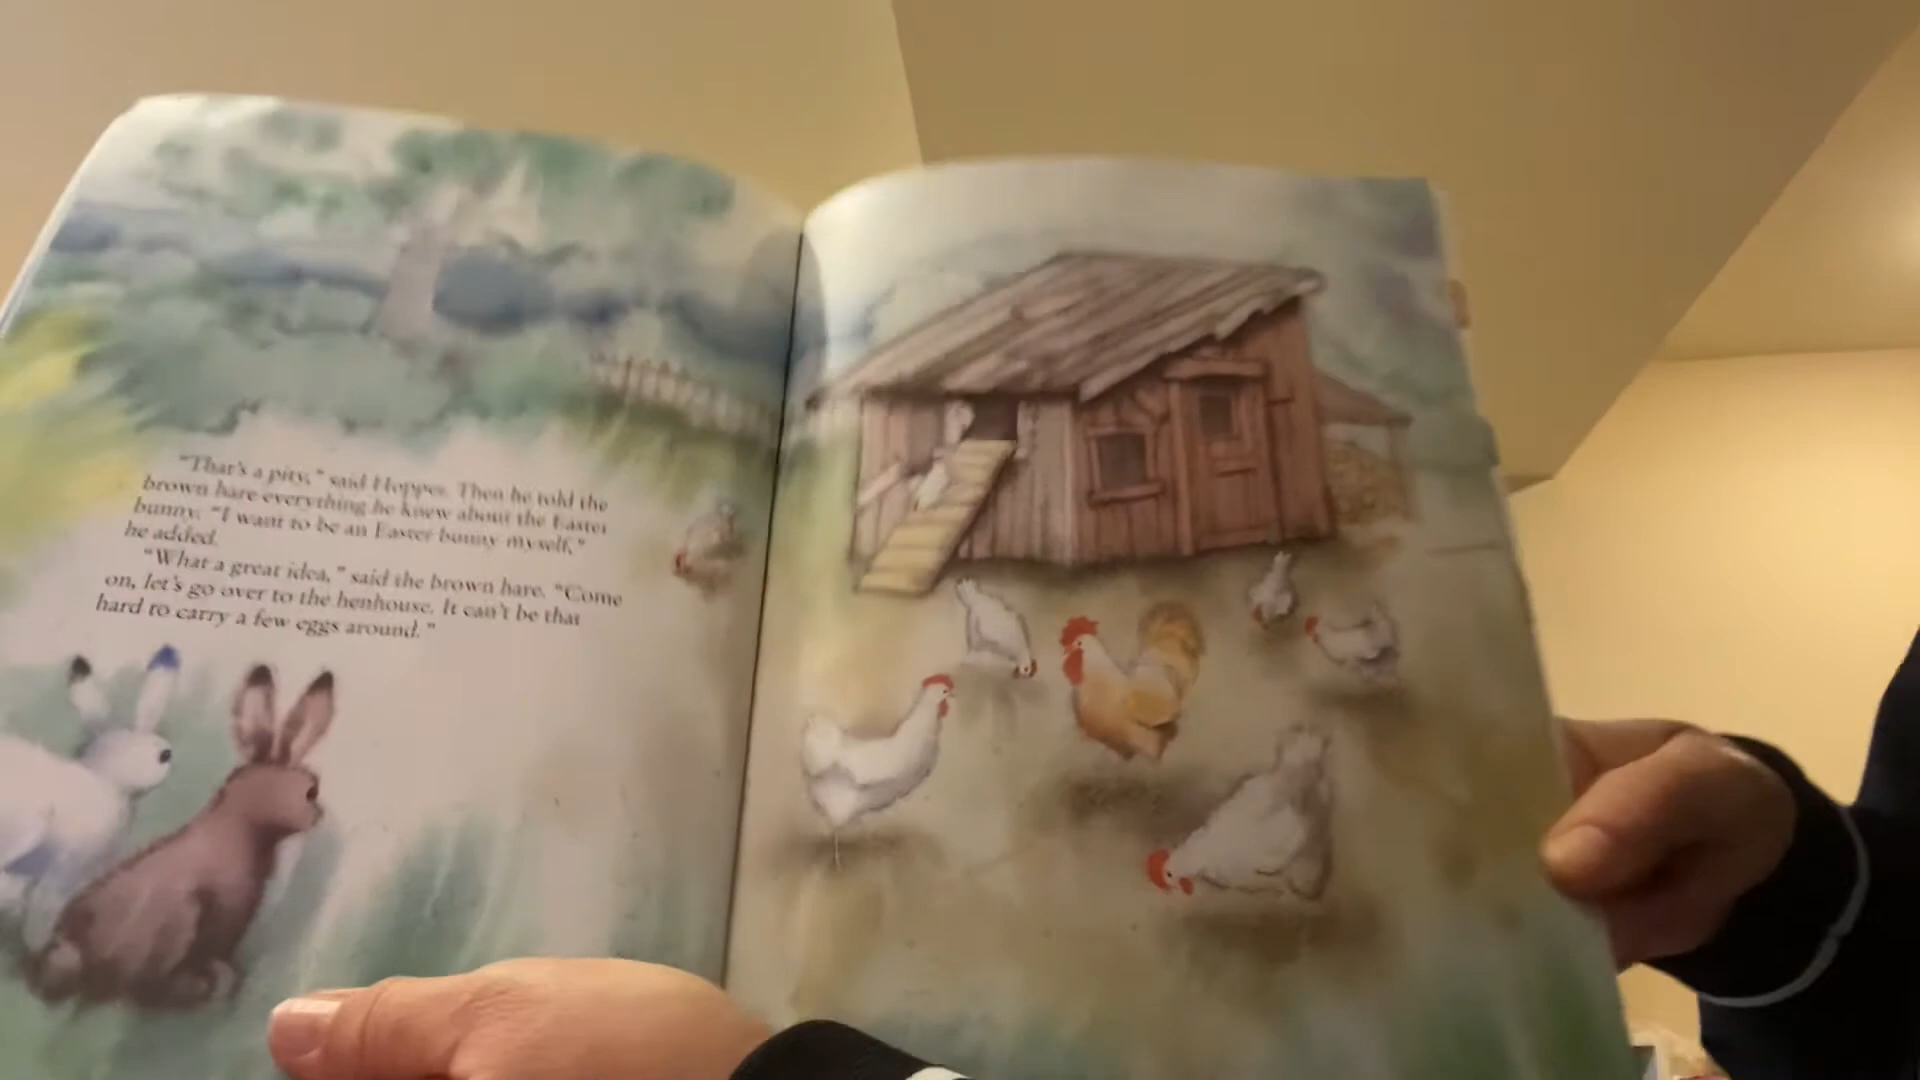 "That's a pity," said Hopper. Then he told the
brown hare everything he knew about the Easter
bunny. "I want to be an Easter bunny myself,"
he added.
"What a great idea," said the brown hare. "Come
on, let's go over to the henhouse. It can't be that
hard to carry a few eggs around."